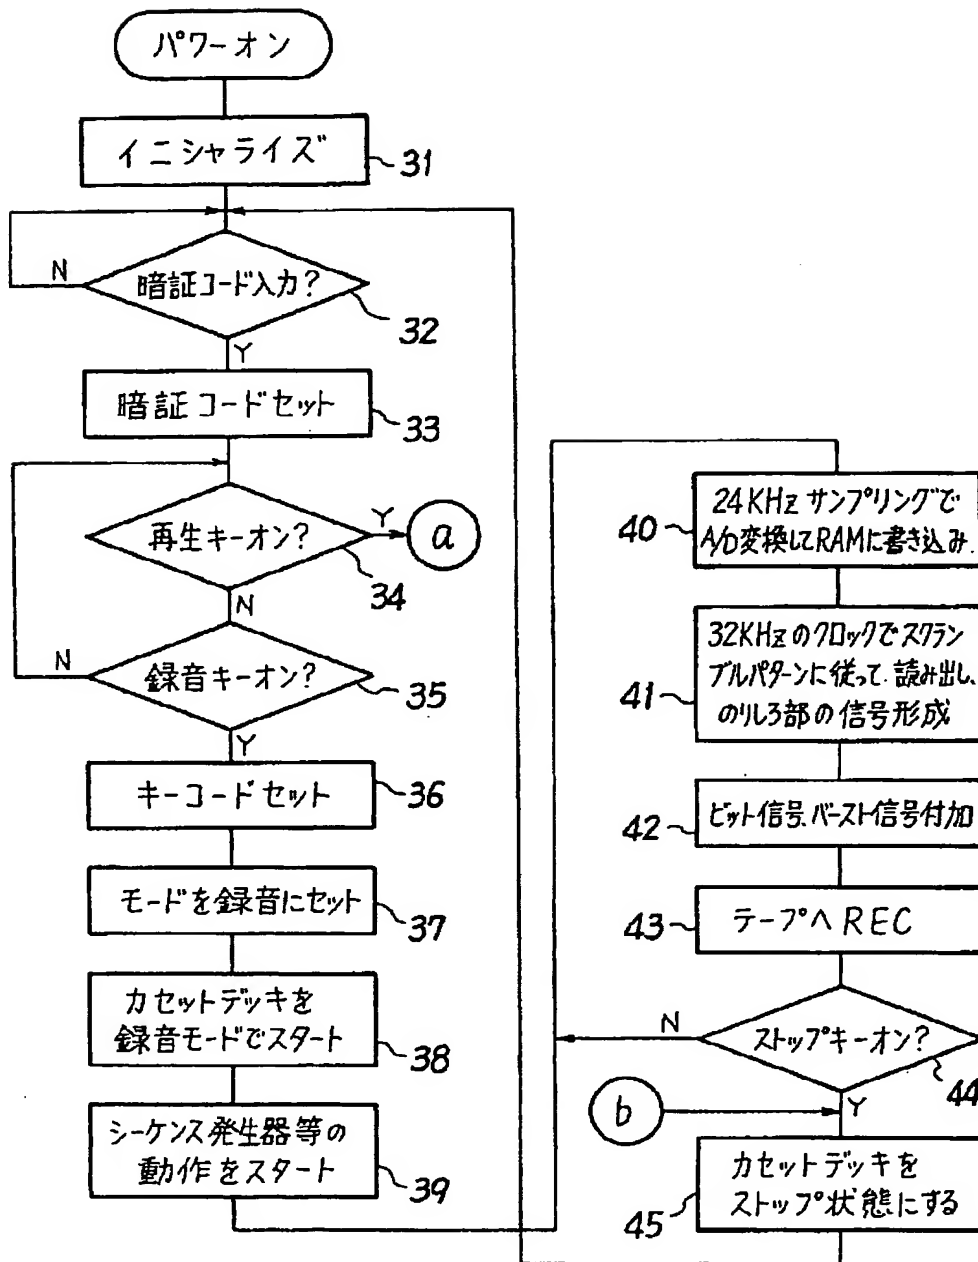 パワーオン
イニシャライズ
31
N
暗証コード入力?
32
Y
暗証コードセット
33
再生キーオン?
Y
a
34
N
N
録音キーオン?
35
Y
キーコードセット
36
モードを録音にセット
37
カセットデッキを
録音モードでスタート
38
シーケンス発生器等の
動作をスタート
39
24KHz サンプリングで
A/D変換してRAMに書き込み.
40
32KHzのクロックでスクラン
ブルパターンに従って.読み出し、
のりしろ部の信号形成
41
ビット信号、バースト信号付加
42
テープへREC
43
N
ストップキーオン?
44
b
Y
カセットデッキを
ストップ状態にする
45